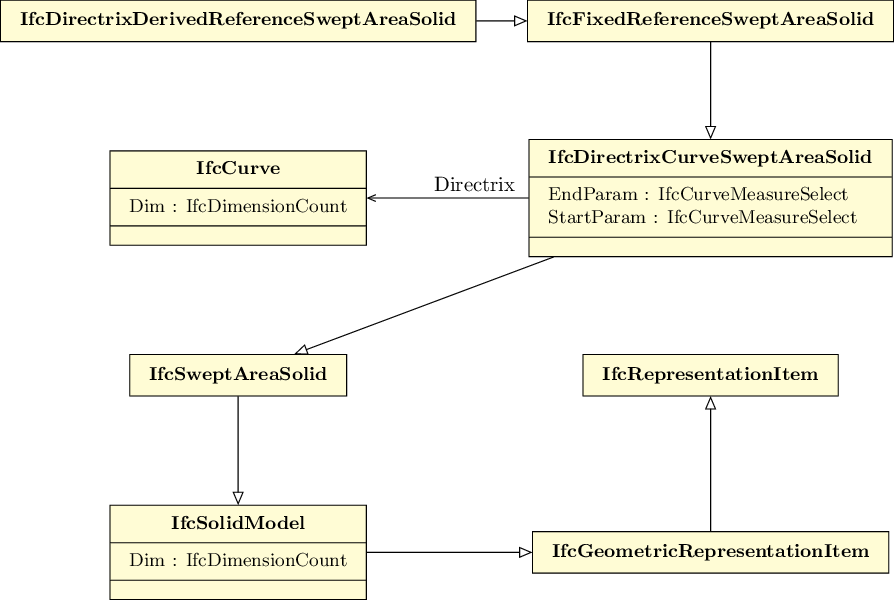 IfcDirectrixDerivedReferenceSweptAreaSolid
IfcFixedReferenceSweptAreaSolid
IfcCurve
Dim : IfcDimensionCount
Directrix
IfcDirectrixCurveSweptAreaSolid
EndParam : IfcCurveMeasureSelect
StartParam : IfcCurveMeasureSelect
IfcSweptAreaSolid
IfcRepresentationItem
IfcSolidModel
Dim : IfcDimensionCount
IfcGeometricRepresentationItem